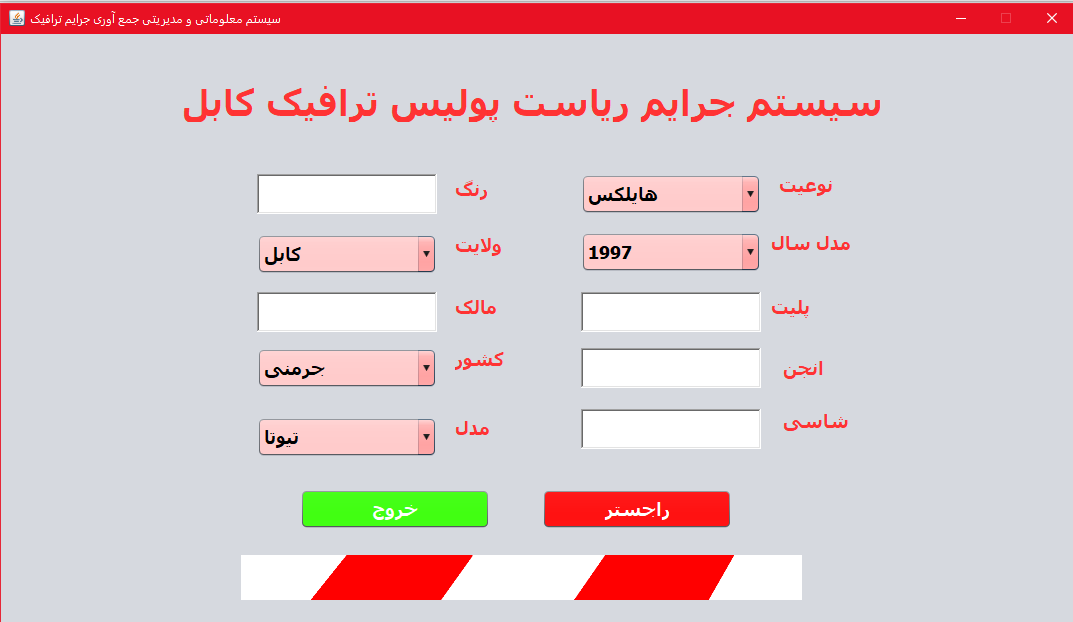 سیستم معلوماتی و مدیریتی جمع آوری جرایم ترافیک
سیستم جرایم ریاست پولیس ترافیک کابل
نوعیت
هایلکس
رنگ
مدل سال
1997
ولایت
کابل
پلیت
مالک
انجن
کشور
جرمنی
شاسی
مدل
تیوتا
راجستر
خروج